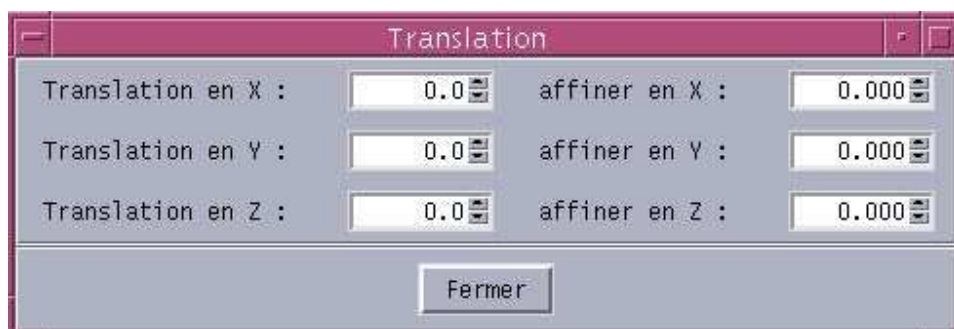 Translation
Translation en X : 0.0 affiner en X : 0.000
Translation en Y : 0.0 affiner en Y : 0.000
Translation en Z : 0.0 affiner en Z : 0.000
Fermer